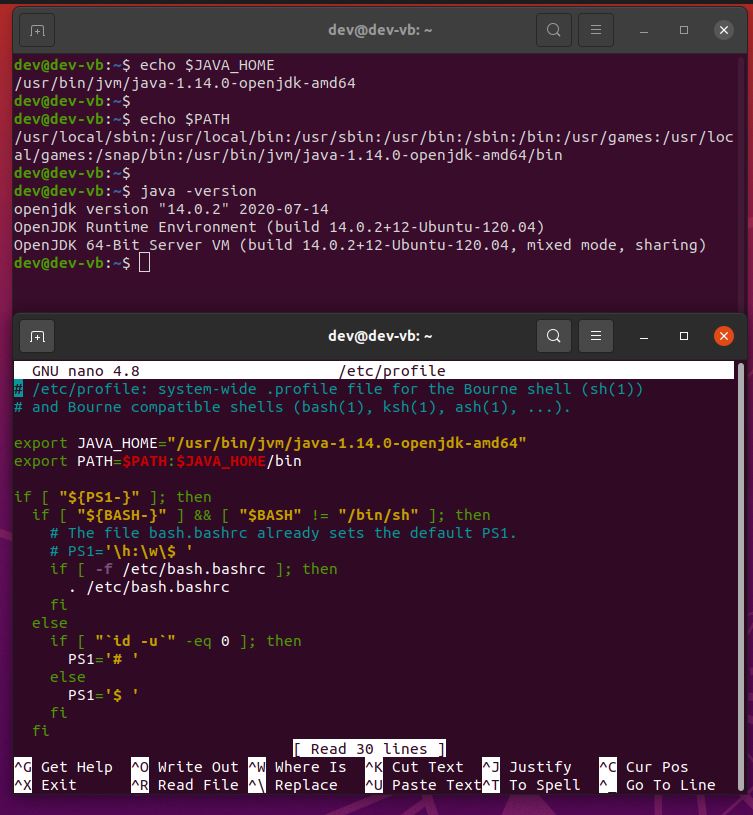 dev@dev-vb: ~
dev@dev-vb:~$ echo $JAVA_HOME
/usr/bin/jvm/java-1.14.0-openjdk-amd64
dev@dev-vb:~$
dev@dev-vb:~$ echo $PATH
/usr/local/sbin:/usr/local/bin:/usr/sbin:/usr/bin:/sbin:/bin:/usr/games:/usr/loc
al/games:/snap/bin:/usr/bin/jvm/java-1.14.0-openjdk-amd64/bin
dev@dev-vb:~$
dev@dev-vb:~$ java -version
openjdk version "14.0.2" 2020-07-14
OpenJDK Runtime Environment (build 14.0.2+12-Ubuntu-120.04)
OpenJDK 64-Bit Server VM (build 14.0.2+12-Ubuntu-120.04, mixed mode, sharing)
dev@dev-vb:~$
dev@dev-vb: ~
GNU nano 4.8 /etc/profile
# /etc/profile: system-wide .profile file for the Bourne shell (sh(1))
# and Bourne compatible shells (bash(1), ksh(1), ash(1), ...).
export JAVA_HOME="/usr/bin/jvm/java-1.14.0-openjdk-amd64"
export PATH=$PATH:$JAVA_HOME/bin
if [ "${PS1-}" ]; then
  if [ "${BASH-}" ] && [ "$BASH" != "/bin/sh" ]; then
    # The file bash.bashrc already sets the default PS1.
    # PS1='\h:\w\$ '
    if [ -f /etc/bash.bashrc ]; then
      . /etc/bash.bashrc
    fi
  else
    if [ "`id -u`" -eq 0 ]; then
      PS1='# '
    else
      PS1='$ '
    fi
  fi
[ Read 30 lines ]
^G Get Help ^O Write Out ^W Where Is ^K Cut Text ^J Justify ^C Cur Pos
^X Exit ^R Read File ^\ Replace ^U Paste Text ^T To Spell ^_ Go To Line